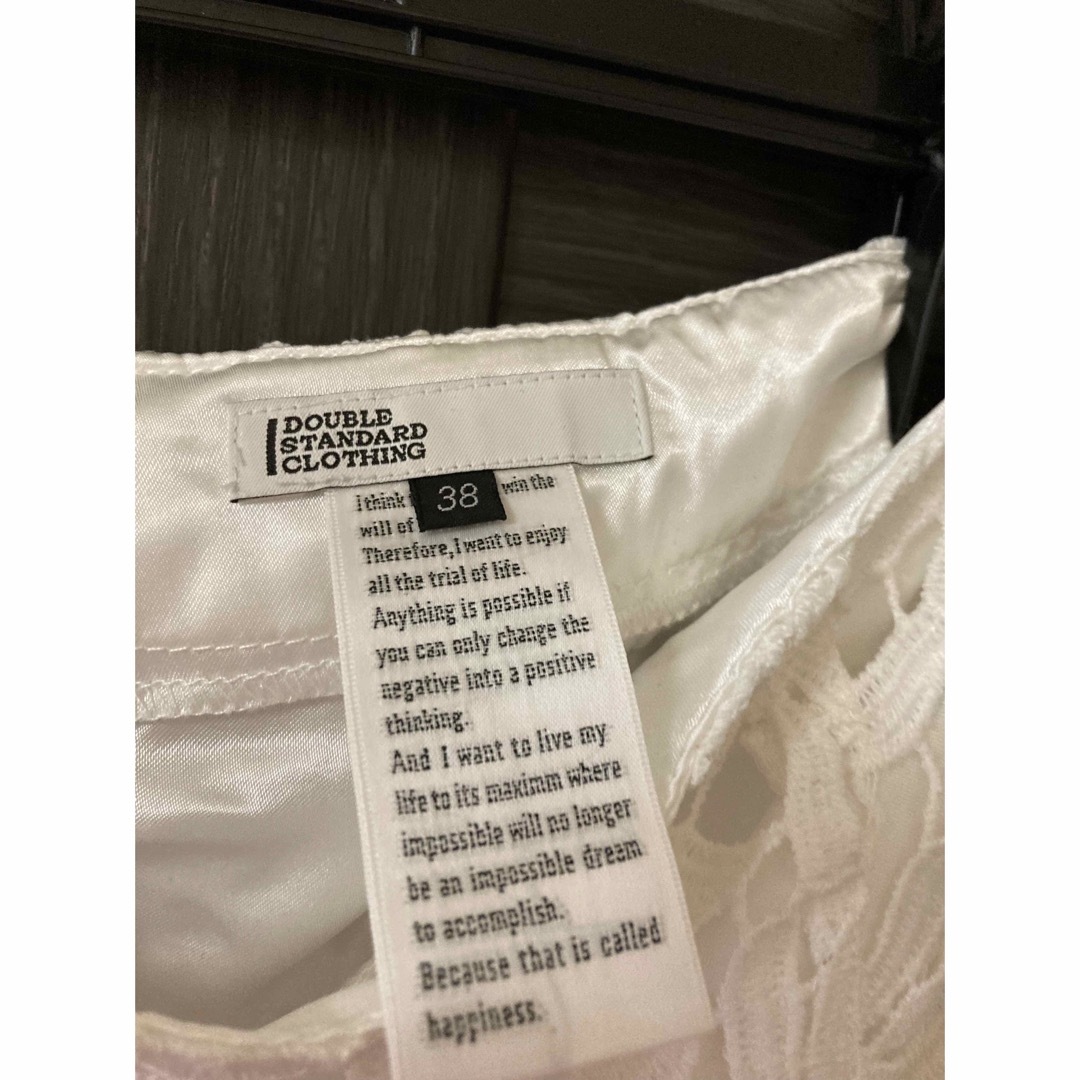 DOUBLE
STANDARD
CLOTHING
38
I think win the
will of
Therefore, I want to enjoy
all the trial of life.
Anything is possible if
you can only change the
negative into a positive
thinking.
And I want to live my
life to its maximm where
impossible will no longer
be an impossible dream
to accomplish.
Because that is called
happiness.